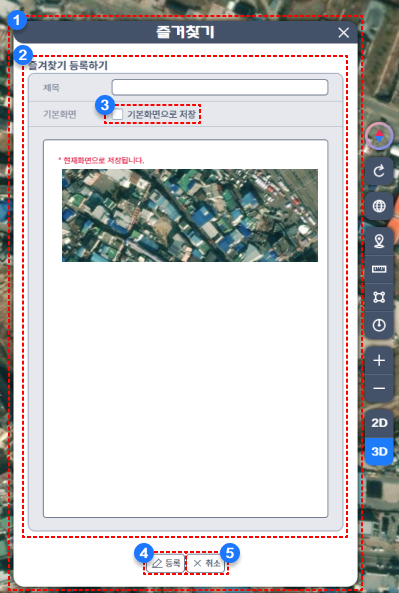 1
즐겨찾기
2
즐겨찾기 등록하기
제목
3
기본화면
기본화면으로 저장
* 현재화면으로 저장됩니다.
2D
3D
4
5
등록
취소